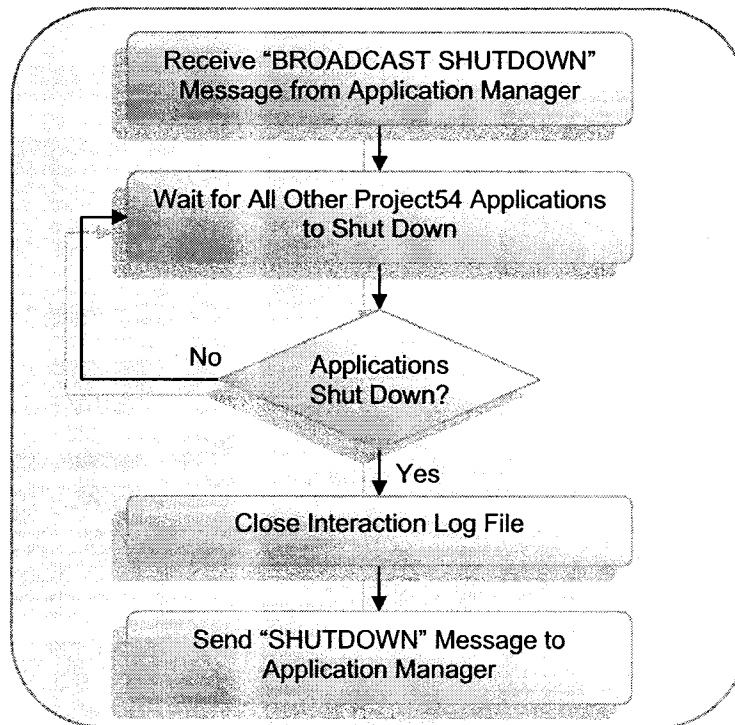 Receive “BROADCAST SHUTDOWN”
Message from Application Manager
Wait for All Other Project54 Applications
to Shut Down
No
Applications
Shut Down?
Yes
Close Interaction Log File
Send “SHUTDOWN” Message to
Application Manager